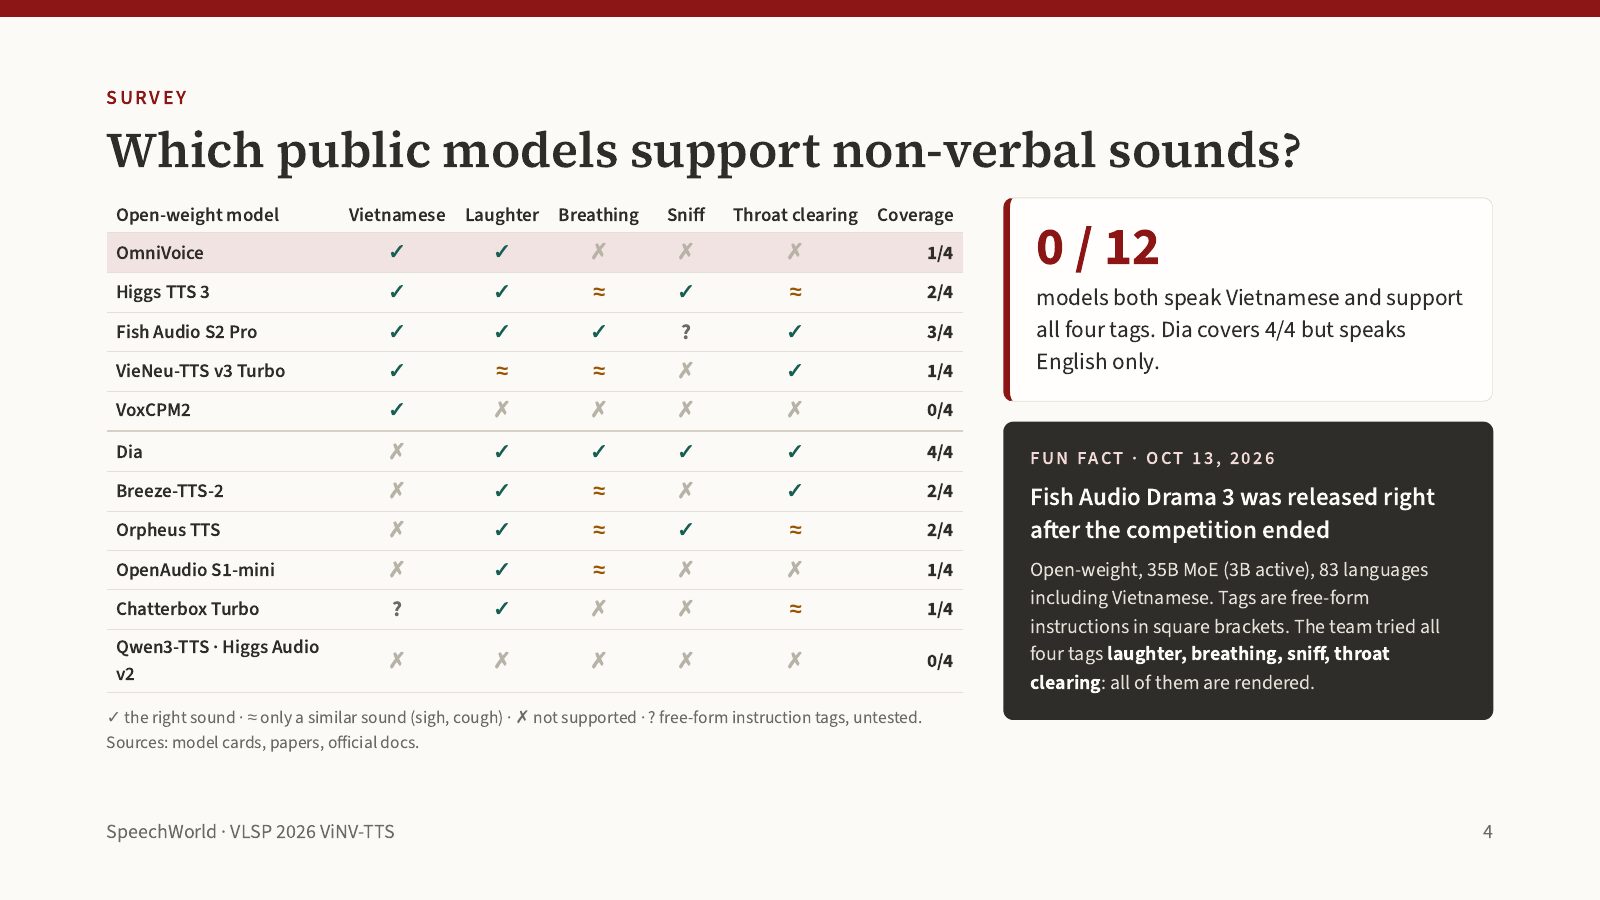 SURVEY
Which public models support non-verbal sounds?
Open-weight model Vietnamese Laughter Breathing Sniff Throat clearing Coverage
OmniVoice ✓ ✓ ✗ ✗ ✗ 1/4
Higgs TTS 3 ✓ ✓ ≈ ✓ ≈ 2/4
Fish Audio S2 Pro ✓ ✓ ✓ ? ✓ 3/4
VieNeu-TTS v3 Turbo ✓ ≈ ≈ ✗ ✓ 1/4
VoxCPM2 ✓ ✗ ✗ ✗ ✗ 0/4
Dia ✗ ✓ ✓ ✓ ✓ 4/4
Breeze-TTS-2 ✗ ✓ ≈ ✗ ✓ 2/4
Orpheus TTS ✗ ✓ ≈ ✓ ≈ 2/4
OpenAudio S1-mini ✗ ✓ ≈ ✗ ✗ 1/4
Chatterbox Turbo ? ✓ ✗ ✗ ≈ 1/4
Qwen3-TTS · Higgs Audio
v2 ✗ ✗ ✗ ✗ ✗ 0/4
✓ the right sound · ≈ only a similar sound (sigh, cough) · ✗ not supported · ? free-form instruction tags, untested.
Sources: model cards, papers, official docs.
0 / 12
models both speak Vietnamese and support
all four tags. Dia covers 4/4 but speaks
English only.
FUN FACT · OCT 13, 2026
Fish Audio Drama 3 was released right
after the competition ended
Open-weight, 35B MoE (3B active), 83 languages
including Vietnamese. Tags are free-form
instructions in square brackets. The team tried all
four tags laughter, breathing, sniff, throat
clearing: all of them are rendered.
SpeechWorld · VLSP 2026 ViNV-TTS
4